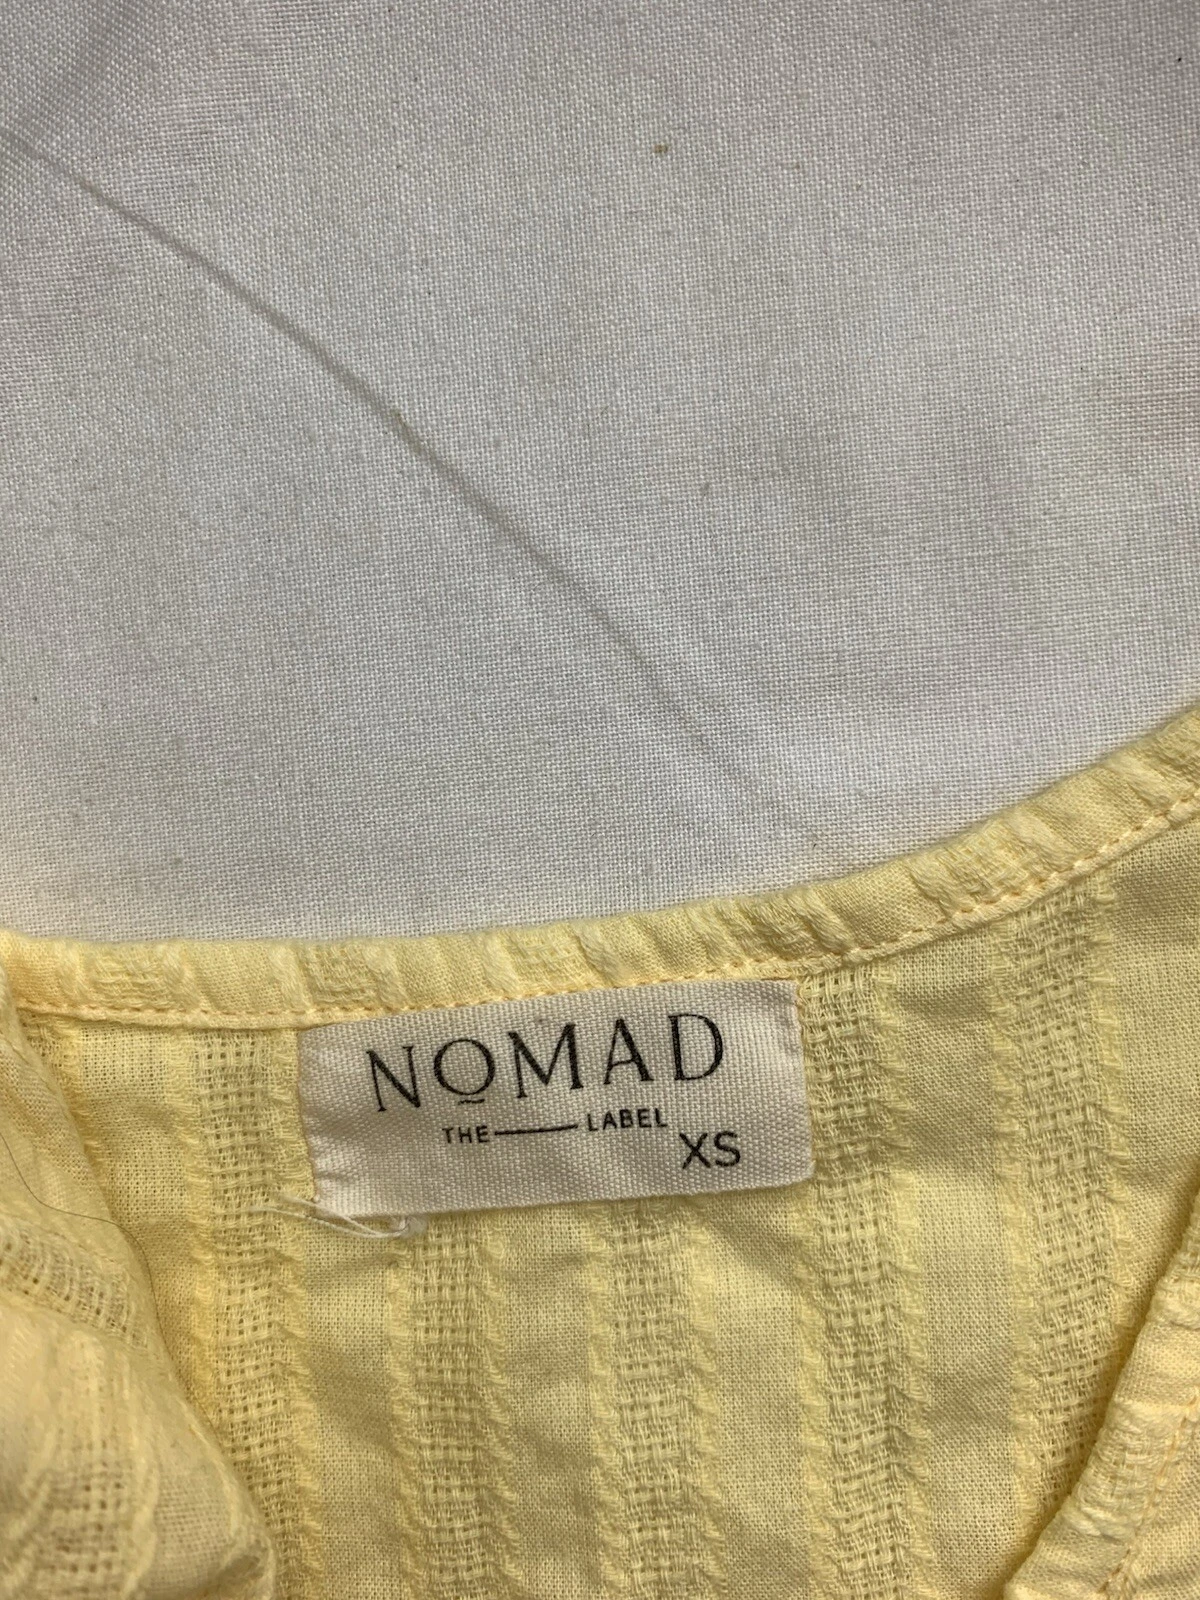 NOMAD
THE — LABEL
XS